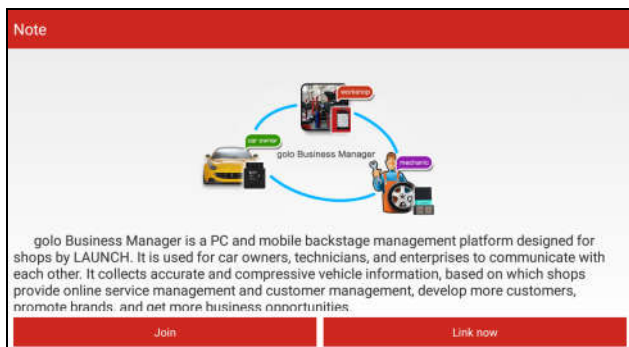 Note
workshop
car owner
golo Business Manager
mechanic
golo Business Manager is a PC and mobile backstage management platform designed for
shops by LAUNCH. It is used for car owners, technicians, and enterprises to communicate with
each other. It collects accurate and compressive vehicle information, based on which shops
provide online service management and customer management, develop more customers,
promote brands, and get more business opportunities.
Join
Link now